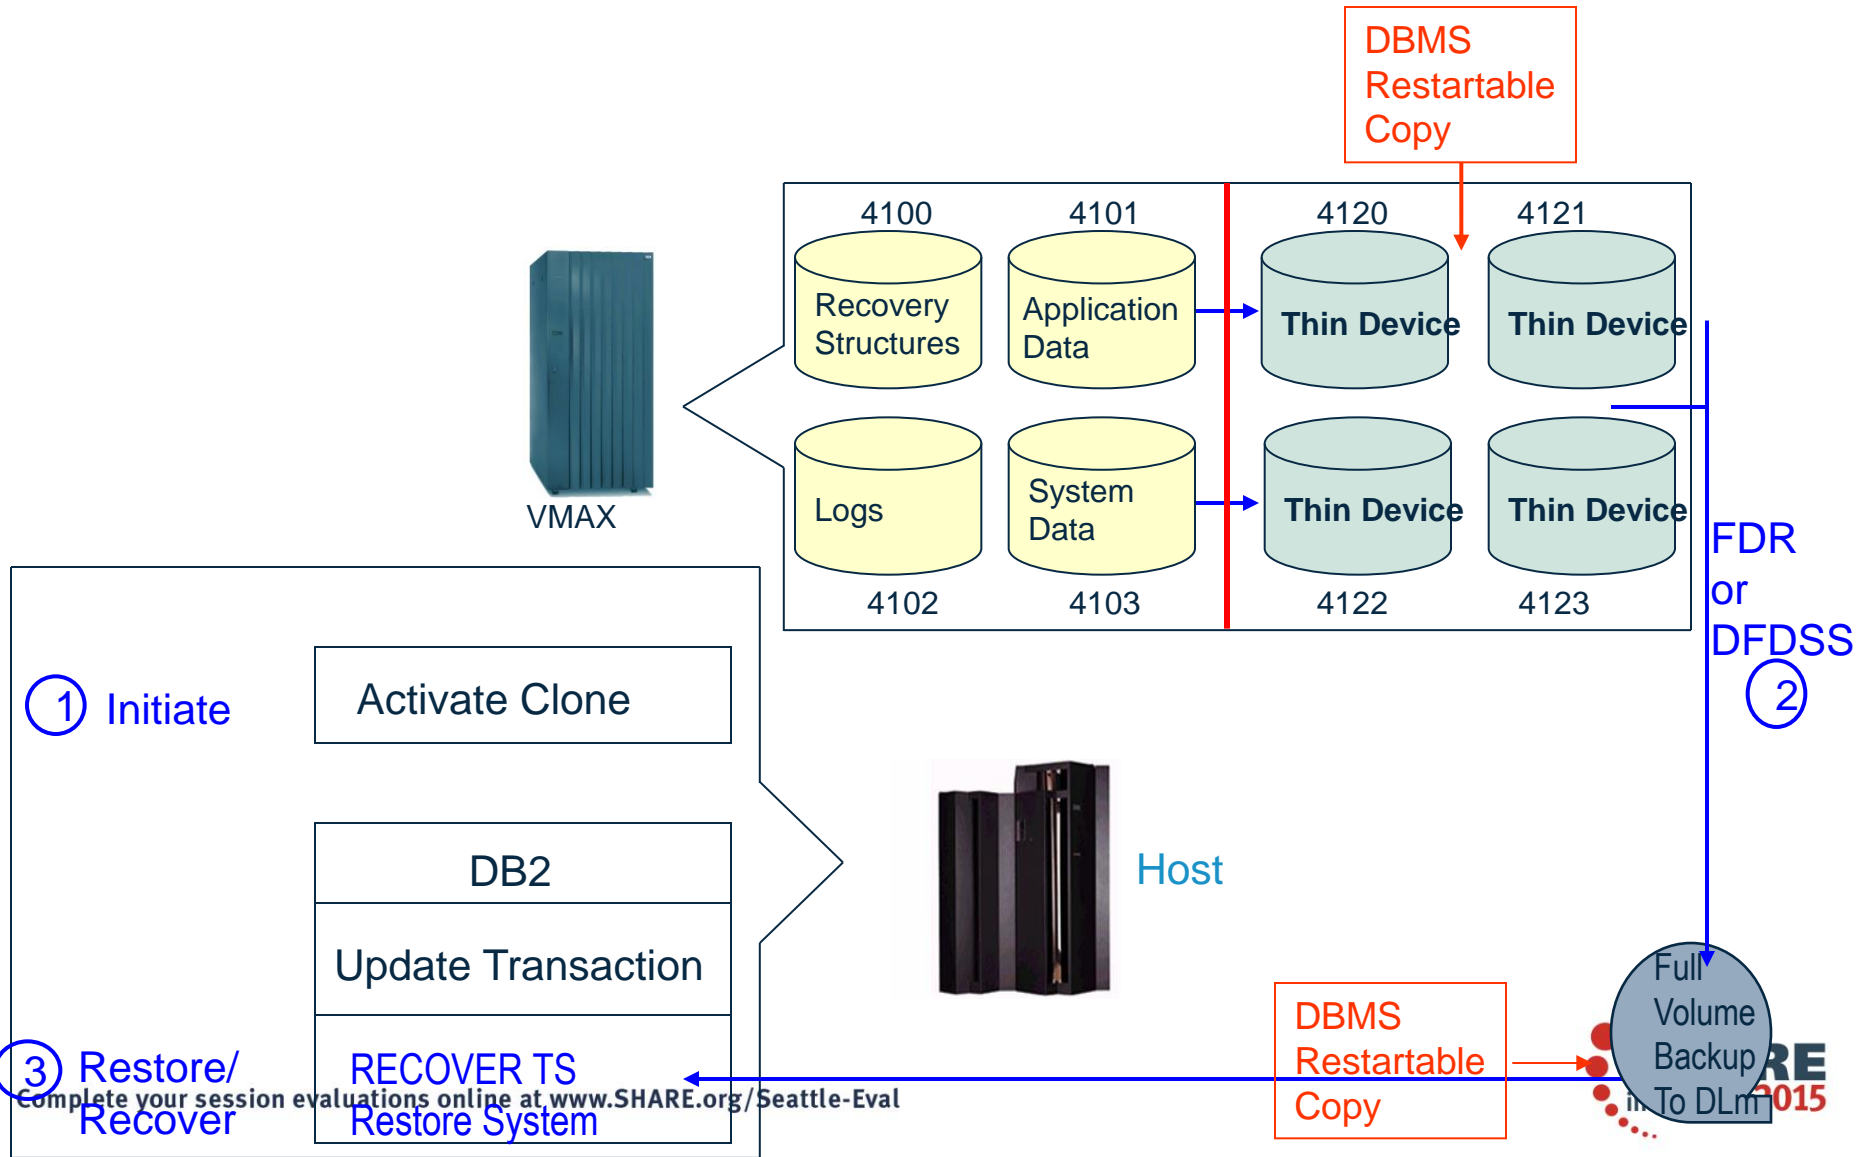 DBMS
Restartable
Copy
4100
4101
4120
4121
Recovery
Structures
Application
Data
Thin Device
Thin Device
Logs
System
Data
Thin Device
Thin Device
VMAX
4102
4103
4122
4123
FDR
or
DFDSS
2
1 Initiate
Activate Clone
DB2
Update Transaction
Host
3 Restore/
Recover
RECOVER TS
Restore System
DBMS
Restartable
Copy
Full
Volume
Backup
To DLm
Complete your session evaluations online at www.SHARE.org/Seattle-Eval
RE
in
2015